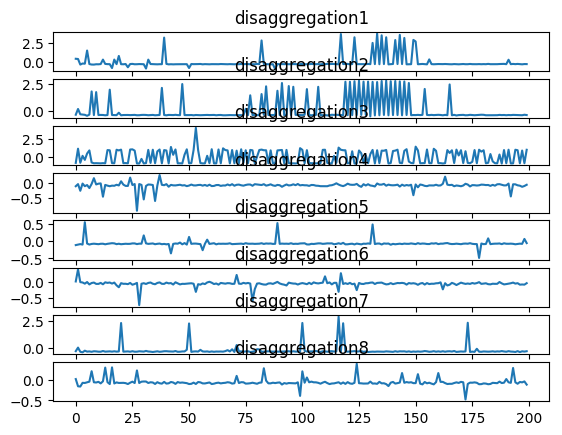 disaggregation1
2.5
0.0
disaggregation2
2.5
0.0
disaggregation3
2.5
0.0
disaggregation4
0.0
−0.5
disaggregation5
0.5
0.0
−0.5
disaggregation6
0.0
−0.5
disaggregation7
2.5
0.0
disaggregation8
0.0
−0.5
0 25 50 75 100 125 150 175 200